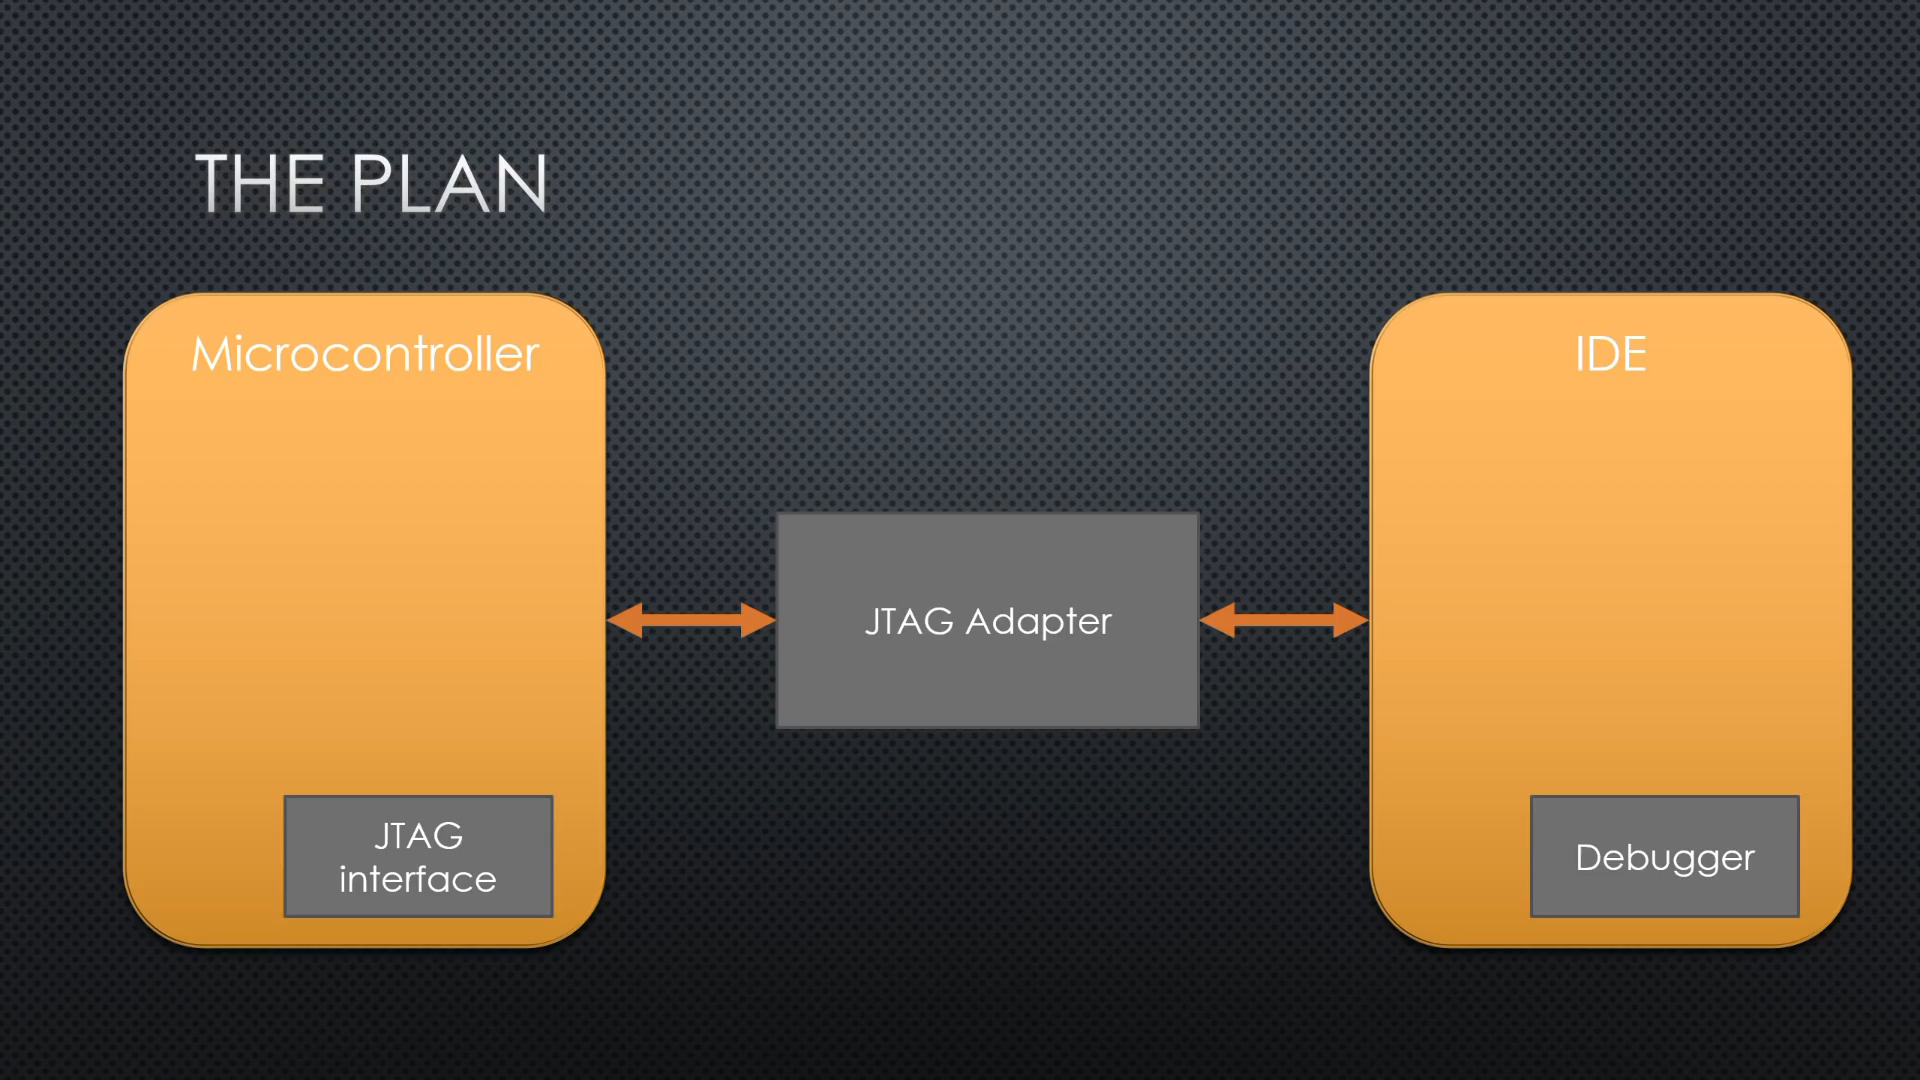 THE PLAN
Microcontroller
IDE
JTAG Adapter
JTAG
interface
Debugger